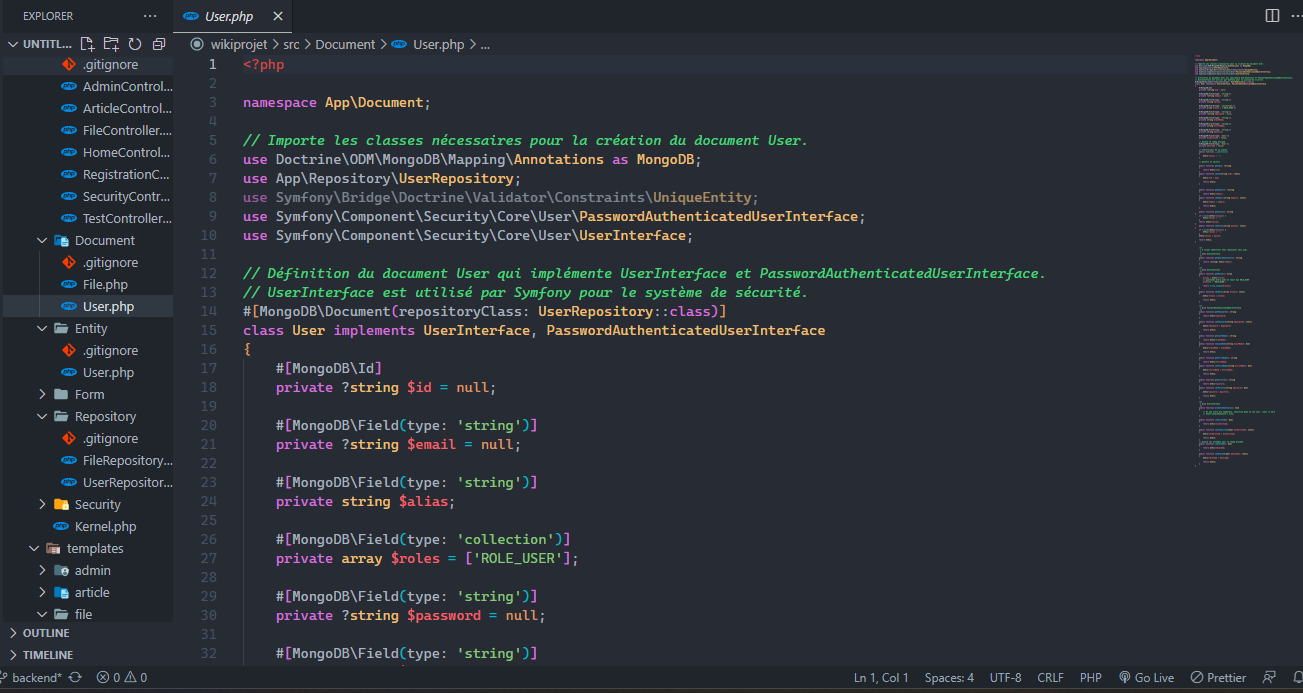 EXPLORER ...
UNTITL...
.gitignore
AdminControl...
ArticleControl...
FileController....
HomeControl...
RegistrationC...
SecurityContr...
TestController...
Document
.gitignore
File.php
User.php
Entity
.gitignore
User.php
Form
Repository
.gitignore
FileRepository...
UserRepositor...
Security
Kernel.php
templates
admin
article
file
OUTLINE
TIMELINE
User.php
wikiprojet > src > Document > User.php > ...
1 <?php
2
3 namespace App\Document;
4
5 // Importe les classes nécessaires pour la création du document User.
6 use Doctrine\ODM\MongoDB\Mapping\Annotations as MongoDB;
7 use App\Repository\UserRepository;
8 use Symfony\Bridge\Doctrine\Validator\Constraints\UniqueEntity;
9 use Symfony\Component\Security\Core\User\PasswordAuthenticatedUserInterface;
10 use Symfony\Component\Security\Core\User\UserInterface;
11
12 // Définition du document User qui implémente UserInterface et PasswordAuthenticatedUserInterface.
13 // UserInterface est utilisé par Symfony pour le système de sécurité.
14 #[MongoDB\Document(repositoryClass: UserRepository::class)]
15 class User implements UserInterface, PasswordAuthenticatedUserInterface
16 {
17 #[MongoDB\Id]
18 private ?string $id = null;
19
20 #[MongoDB\Field(type: 'string')]
21 private ?string $email = null;
22
23 #[MongoDB\Field(type: 'string')]
24 private string $alias;
25
26 #[MongoDB\Field(type: 'collection')]
27 private array $roles = ['ROLE_USER'];
28
29 #[MongoDB\Field(type: 'string')]
30 private ?string $password = null;
31
32 #[MongoDB\Field(type: 'string')]
backend* 0 0 Ln 1, Col 1 Spaces: 4 UTF-8 CRLF PHP Go Live Prettier